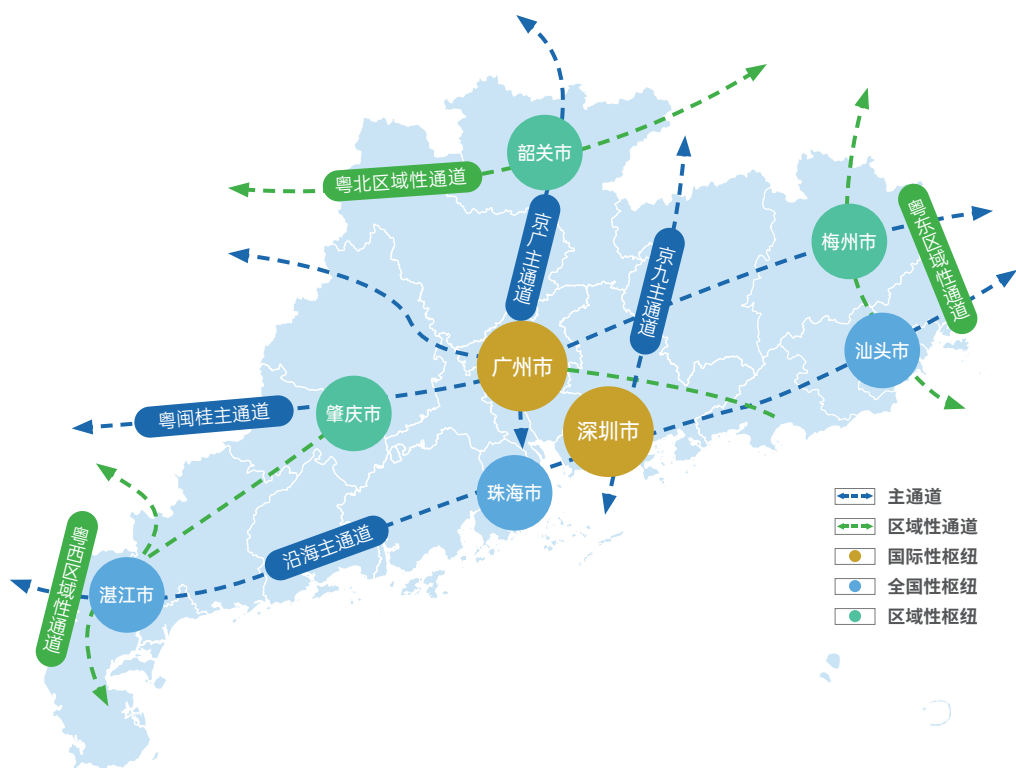 韶关市
粤北区域性通道
京广主通道
京九主通道
梅州市
粤东区域性通道
汕头市
广州市
粤闽桂主通道
肇庆市
深圳市
珠海市
沿海主通道
粤西区域性通道
湛江市
主通道
区域性通道
国际性枢纽
全国性枢纽
区域性枢纽